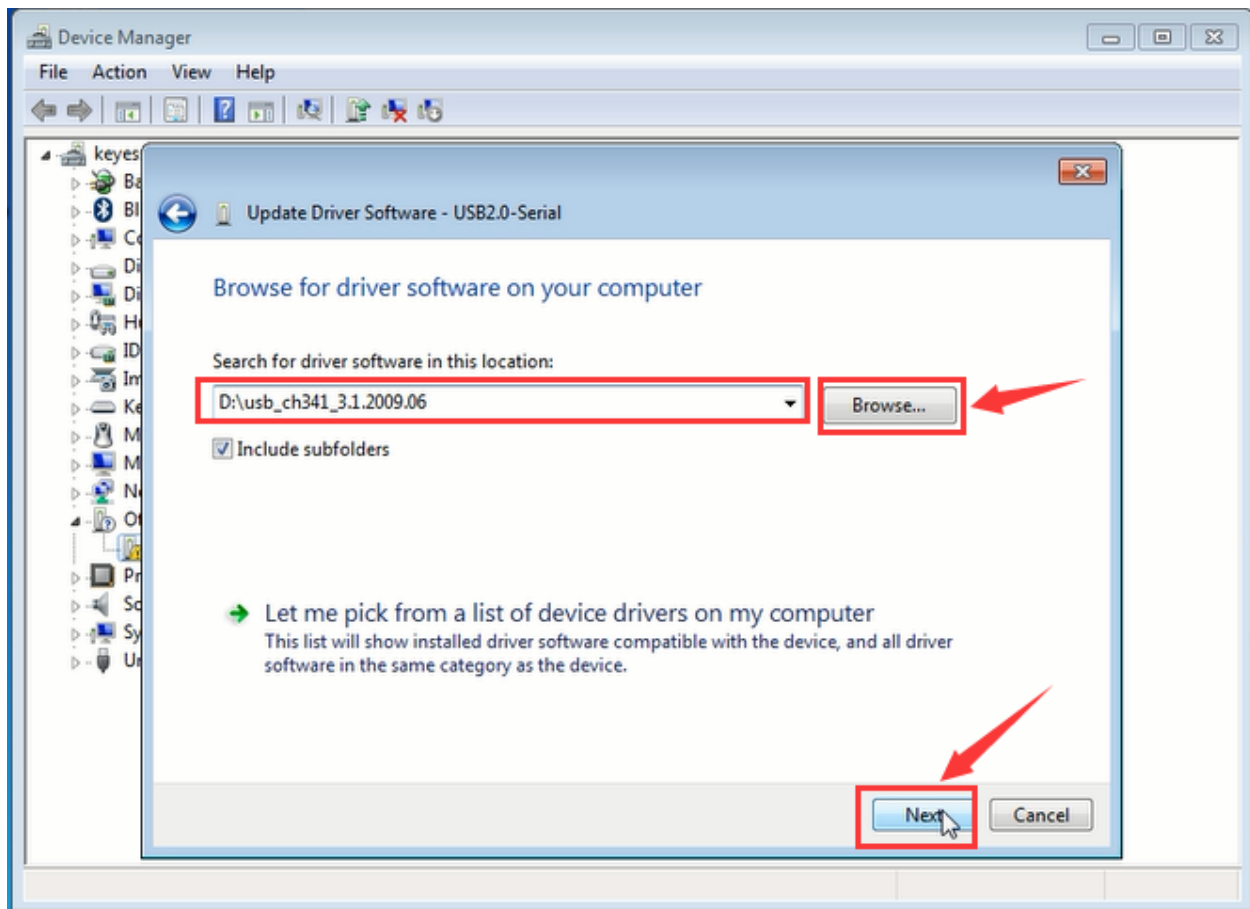 Device Manager
File Action View Help
keyes
Update Driver Software - USB2.0-Serial
Browse for driver software on your computer
Search for driver software in this location:
D:\usb_ch341_3.1.2009.06
Browse...
Include subfolders
Let me pick from a list of device drivers on my computer
This list will show installed driver software compatible with the device, and all driver
software in the same category as the device.
Next
Cancel